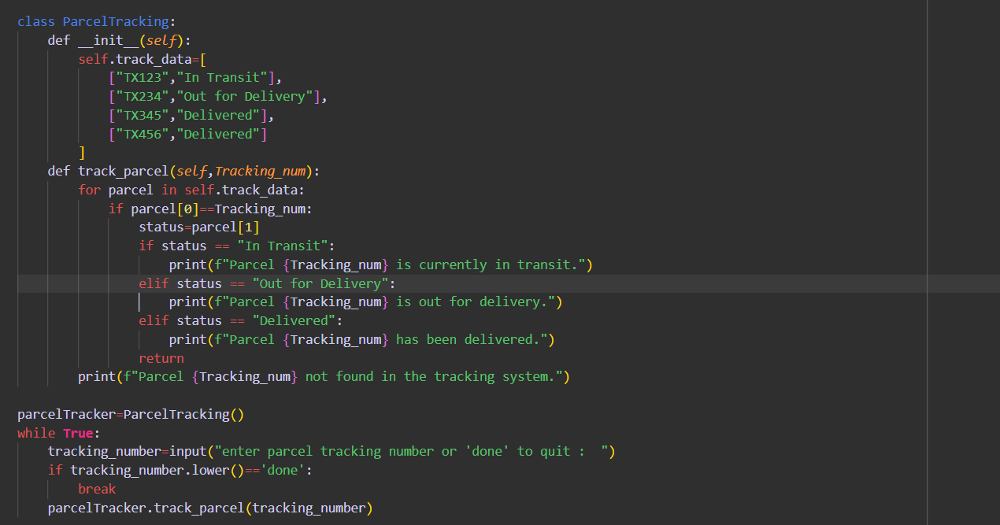 class ParcelTracking:
    def __init__(self):
        self.track_data=[
            ["TX123","In Transit"],
            ["TX234","Out for Delivery"],
            ["TX345","Delivered"],
            ["TX456","Delivered"]
        ]
    def track_parcel(self,Tracking_num):
        for parcel in self.track_data:
            if parcel[0]==Tracking_num:
                status=parcel[1]
                if status == "In Transit":
                    print(f"Parcel {Tracking_num} is currently in transit.")
                elif status == "Out for Delivery":
                    print(f"Parcel {Tracking_num} is out for delivery.")
                elif status == "Delivered":
                    print(f"Parcel {Tracking_num} has been delivered.")
                return
        print(f"Parcel {Tracking_num} not found in the tracking system.")

parcelTracker=ParcelTracking()
while True:
    tracking_number=input("enter parcel tracking number or 'done' to quit :  ")
    if tracking_number.lower()=='done':
        break
    parcelTracker.track_parcel(tracking_number)